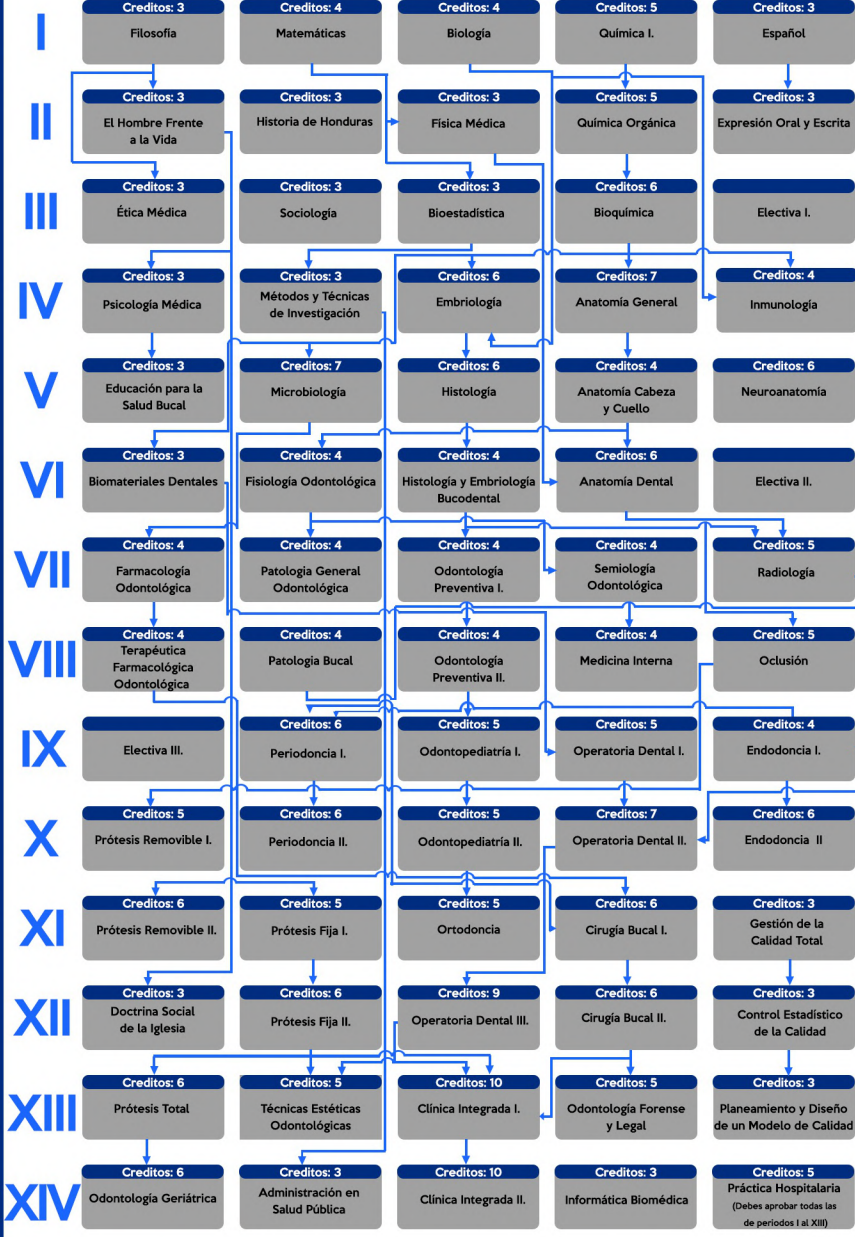 I
Creditos: 3
Filosofía
Creditos: 4
Matemáticas
Creditos: 4
Biología
Creditos: 5
Química I.
Creditos: 3
Español
II
Creditos: 3
El Hombre Frente
a la Vida
Creditos: 3
Historia de Honduras
Creditos: 3
Física Médica
Creditos: 5
Química Orgánica
Creditos: 3
Expresión Oral y Escrita
III
Creditos: 3
Ética Médica
Creditos: 3
Sociología
Creditos: 3
Bioestadística
Creditos: 6
Bioquímica
Electiva I.
IV
Creditos: 3
Psicología Médica
Creditos: 3
Métodos y Técnicas
de Investigación
Creditos: 6
Embriología
Creditos: 7
Anatomía General
Creditos: 4
Inmunología
V
Creditos: 3
Educación para la
Salud Bucal
Creditos: 7
Microbiología
Creditos: 6
Histología
Creditos: 4
Anatomía Cabeza
y Cuello
Creditos: 6
Neuroanatomía
VI
Creditos: 3
Biomateriales Dentales
Creditos: 4
Fisiología Odontológica
Creditos: 4
Histología y Embriología
Bucodental
Creditos: 6
Anatomía Dental
Electiva II.
VII
Creditos: 4
Farmacología
Odontológica
Creditos: 4
Patologia General
Odontológica
Creditos: 4
Odontología
Preventiva I.
Creditos: 4
Semiología
Odontológica
Creditos: 5
Radiología
VIII
Creditos: 4
Terapéutica
Farmacológica
Odontológica
Creditos: 4
Patologia Bucal
Creditos: 4
Odontología
Preventiva II.
Creditos: 4
Medicina Interna
Creditos: 5
Oclusión
IX
Electiva III.
Creditos: 6
Periodoncia I.
Creditos: 5
Odontopediatría I.
Creditos: 5
Operatoria Dental I.
Creditos: 4
Endodoncia I.
X
Creditos: 5
Prótesis Removible I.
Creditos: 6
Periodoncia II.
Creditos: 5
Odontopediatría II.
Creditos: 7
Operatoria Dental II.
Creditos: 6
Endodoncia II
XI
Creditos: 6
Prótesis Removible II.
Creditos: 5
Prótesis Fija I.
Creditos: 5
Ortodoncia
Creditos: 6
Cirugía Bucal I.
Creditos: 3
Gestión de la
Calidad Total
XII
Creditos: 3
Doctrina Social
de la Iglesia
Creditos: 6
Prótesis Fija II.
Creditos: 9
Operatoria Dental III.
Creditos: 6
Cirugía Bucal II.
Creditos: 3
Control Estadístico
de la Calidad
XIII
Creditos: 6
Prótesis Total
Creditos: 5
Técnicas Estéticas
Odontológicas
Creditos: 10
Clínica Integrada I.
Creditos: 5
Odontología Forense
y Legal
Creditos: 3
Planeamiento y Diseño
de un Modelo de Calidad
XIV
Creditos: 6
Odontología Geriátrica
Creditos: 3
Administración en
Salud Pública
Creditos: 10
Clínica Integrada II.
Creditos: 3
Informática Biomédica
Creditos: 5
Práctica Hospitalaria
(Debes aprobar todas las
de periodos I al XIII)